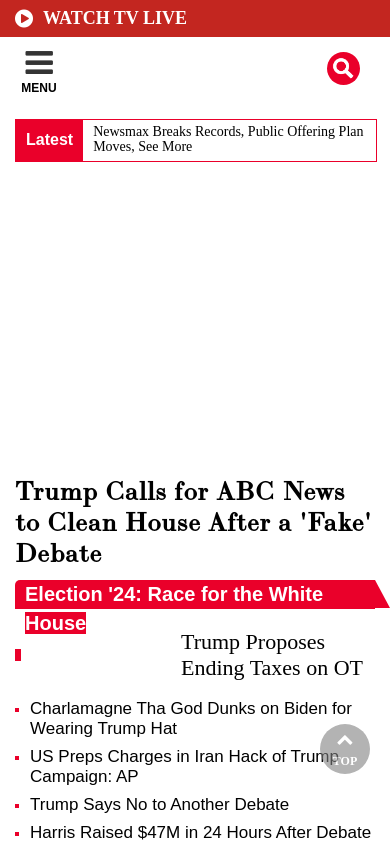 WATCH TV LIVE
MENU
Latest
Newsmax Breaks Records, Public Offering Plan
Moves, See More
Trump Calls for ABC News
to Clean House After a 'Fake'
Debate
Election '24: Race for the White
House
Trump Proposes
Ending Taxes on OT
Charlamagne Tha God Dunks on Biden for
Wearing Trump Hat
US Preps Charges in Iran Hack of Trump
Campaign: AP
TOP
Trump Says No to Another Debate
Harris Raised $47M in 24 Hours After Debate